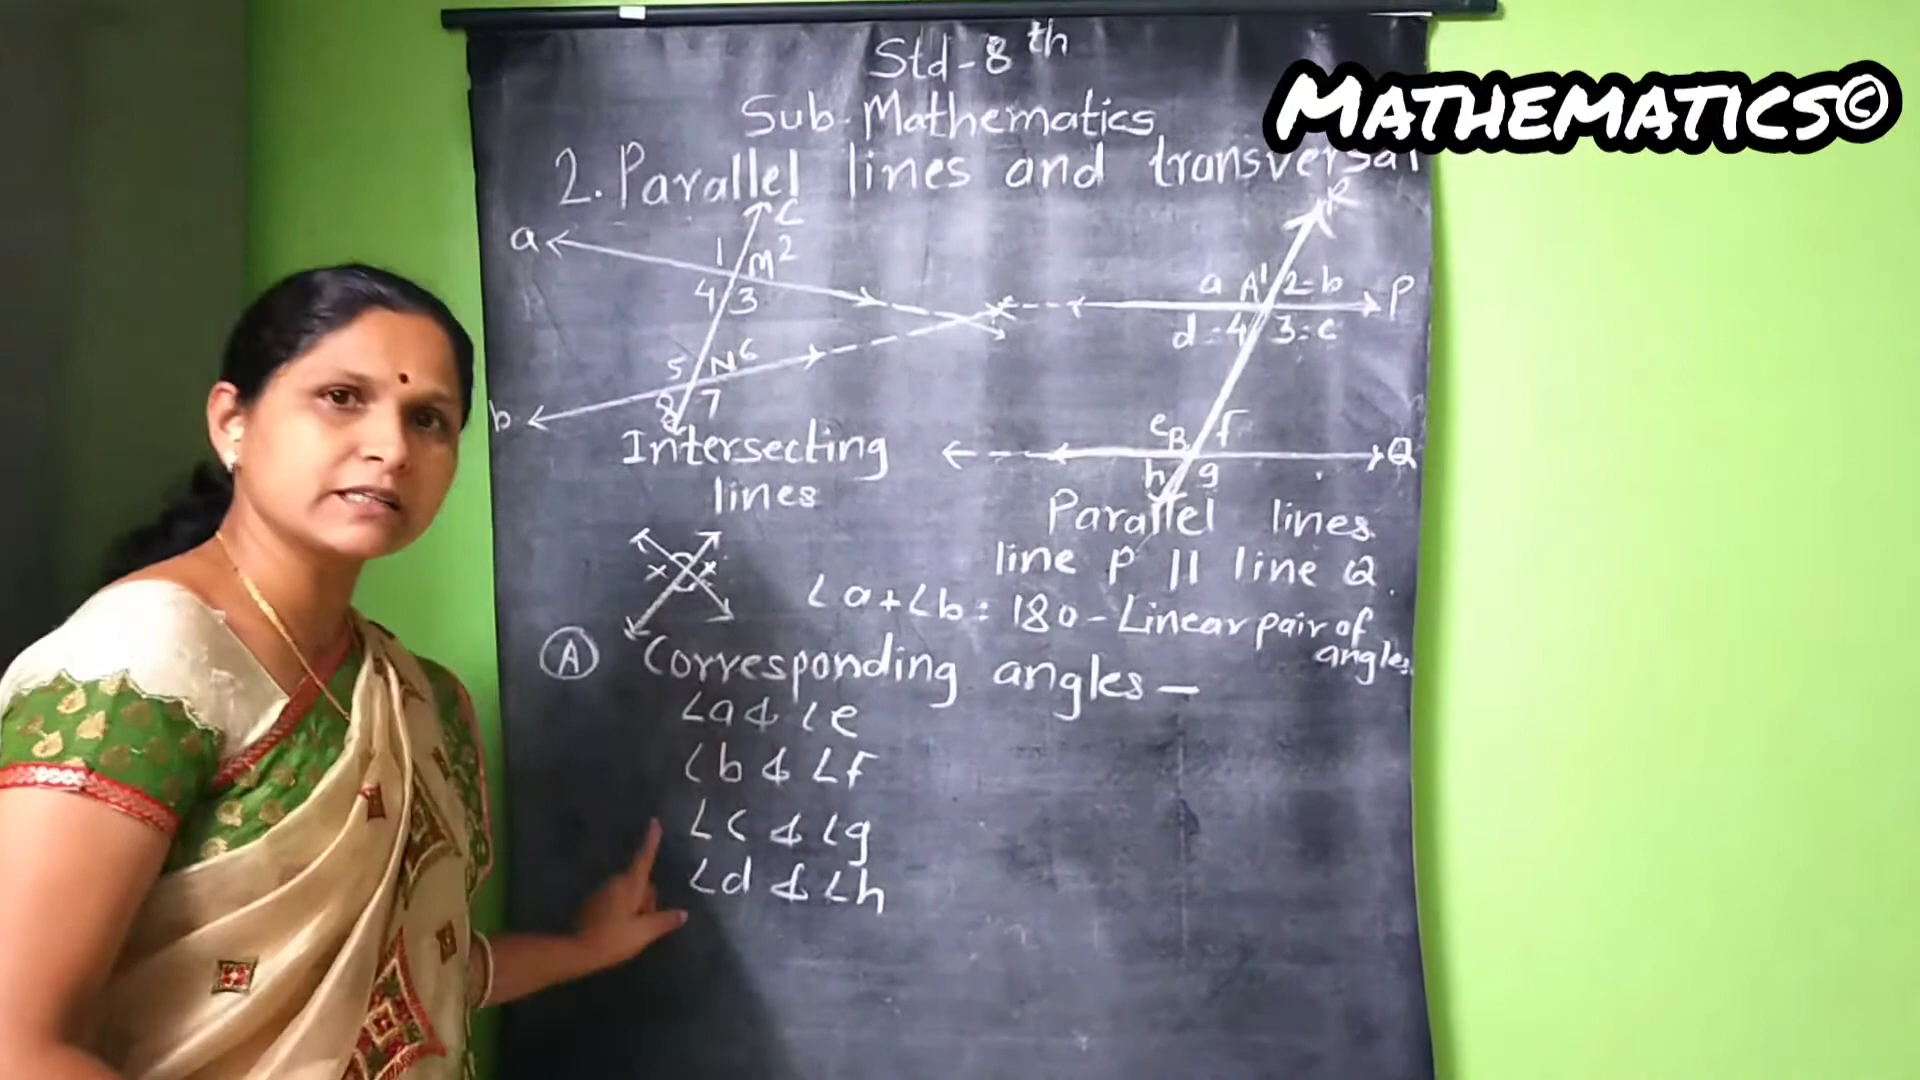 Std-8th
MATHEMATICS©
Sub-Mathematics
2. Parallel lines and transversal
a
C
1 M 2
4 3
5 N 6
8 7
b
Intersecting
lines
R
a A 1 2=b P
d=4 3=c
e B f Q
h g
Parallel lines
line P || line Q
∠a+∠b=180-Linear pair of
angles.
x x
(A) Corresponding angles-
∠a & ∠e
∠b & ∠f
∠c & ∠g
∠d & ∠h